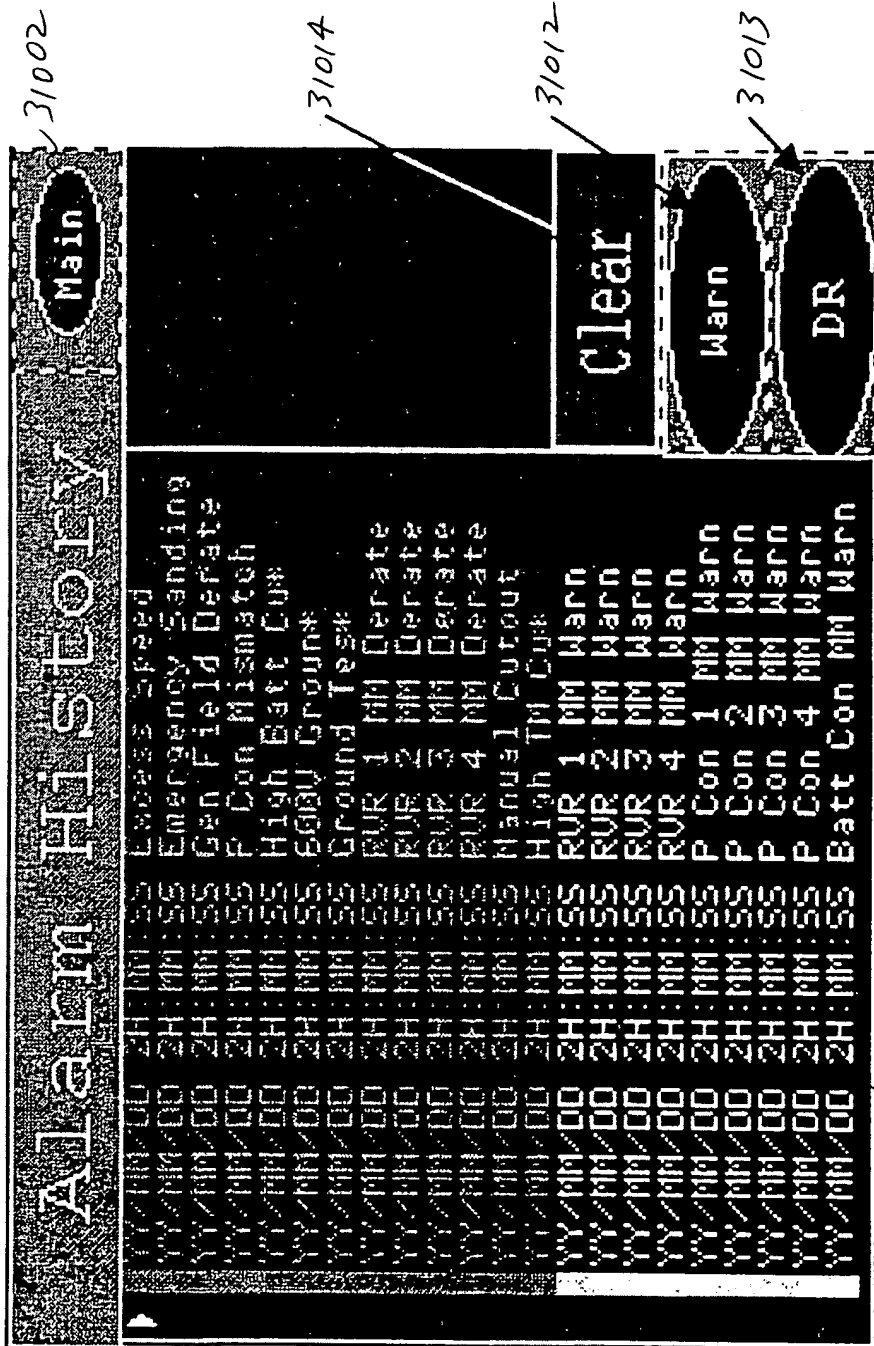 Alarm History
Main
31002
YY/MM/DD 2H:MM:SS Excess Speed
YY/MM/DD 2H:MM:SS Emergency Sanding
YY/MM/DD 2H:MM:SS Gen Field Derate
YY/MM/DD 2H:MM:SS P Con Mismatch
YY/MM/DD 2H:MM:SS High Batt Cu*
YY/MM/DD 2H:MM:SS 600V Groun*
YY/MM/DD 2H:MM:SS Ground Tes*
YY/MM/DD 2H:MM:SS RVR 1 MM Derate
YY/MM/DD 2H:MM:SS RVR 2 MM Derate
YY/MM/DD 2H:MM:SS RVR 3 MM Derate
YY/MM/DD 2H:MM:SS RVR 4 MM Derate
YY/MM/DD 2H:MM:SS Manual Cutout
YY/MM/DD 2H:MM:SS High TM Cu*
YY/MM/DD 2H:MM:SS RVR 1 MM Warn
YY/MM/DD 2H:MM:SS RVR 2 MM Warn
YY/MM/DD 2H:MM:SS RVR 3 MM Warn
YY/MM/DD 2H:MM:SS RVR 4 MM Warn
YY/MM/DD 2H:MM:SS P Con 1 MM Warn
YY/MM/DD 2H:MM:SS P Con 2 MM Warn
YY/MM/DD 2H:MM:SS P Con 3 MM Warn
YY/MM/DD 2H:MM:SS P Con 4 MM Warn
YY/MM/DD 2H:MM:SS Batt Con MM Warn
31014
Clear
31012
Warn
31013
DR